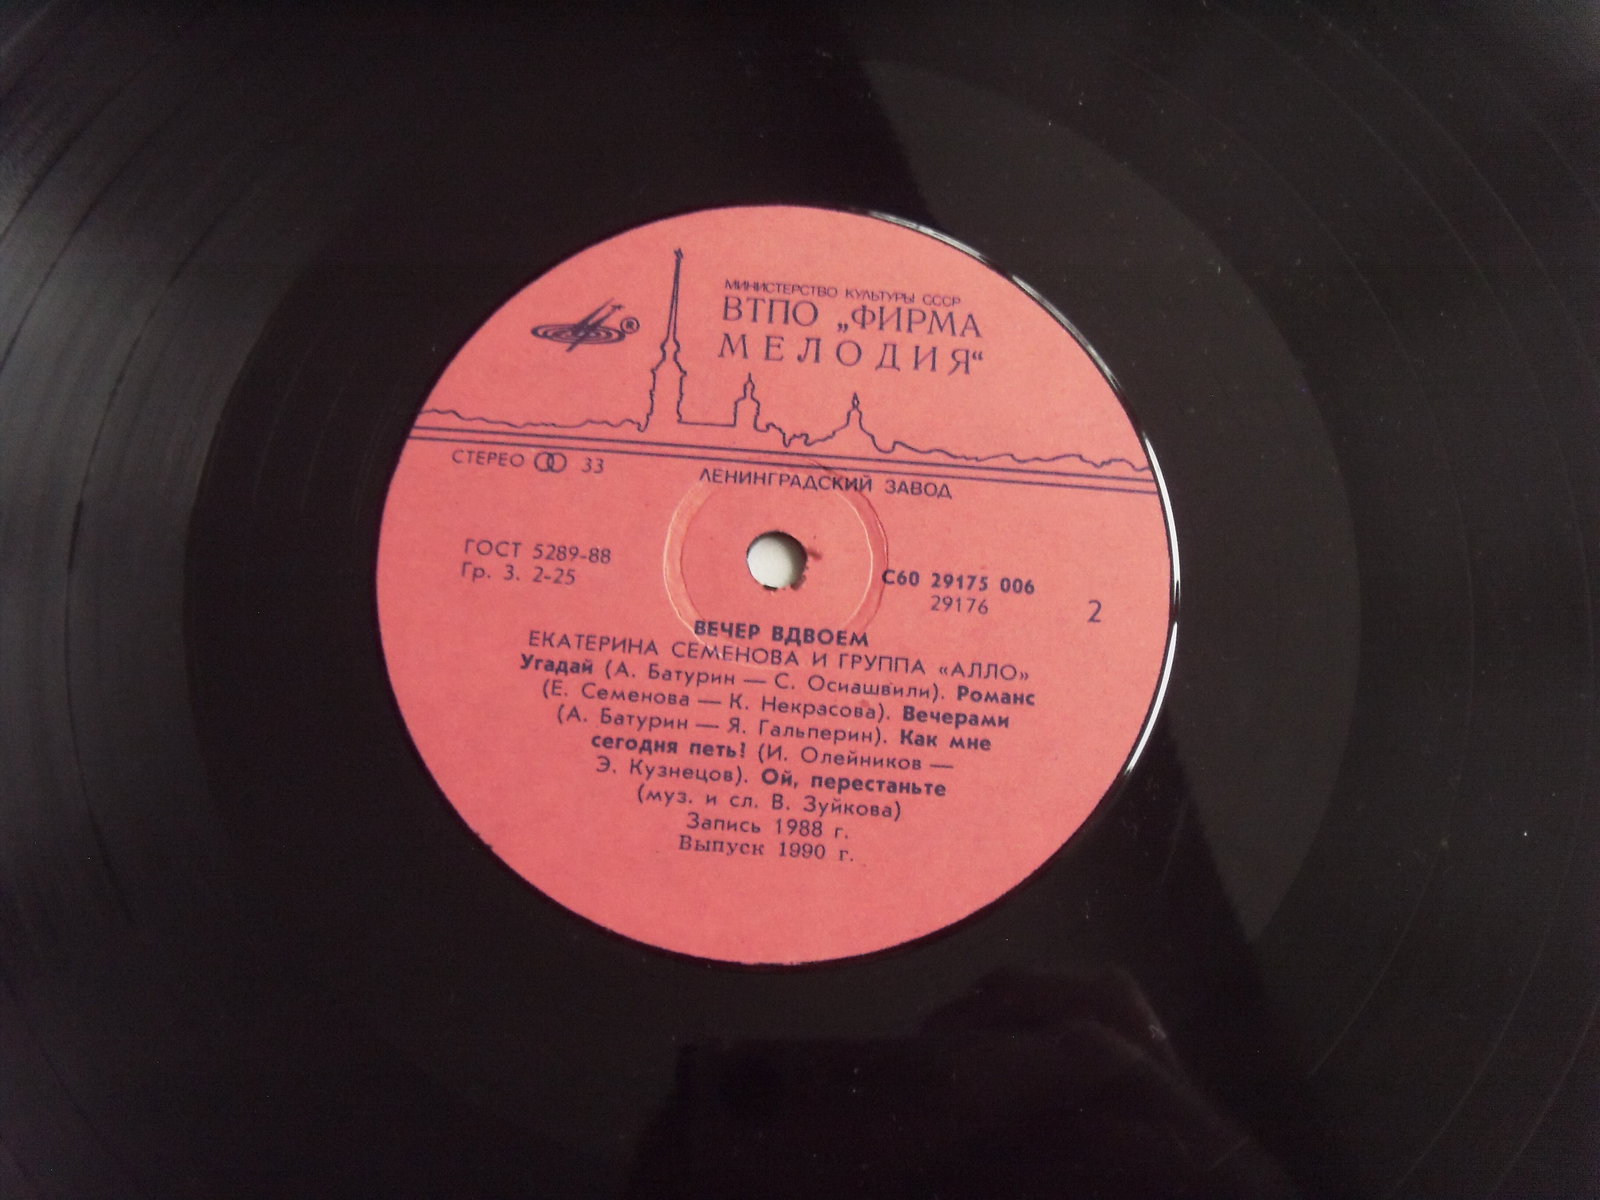 МИНИСТЕРСТВО КУЛЬТУРЫ СССР
ВТПО „ФИРМА
МЕЛОДИЯ“
®
СТЕРЕО 33
ЛЕНИНГРАДСКИЙ ЗАВОД
ГОСТ 5289-88
Гр. 3. 2-25
С60 29175 006
29176
2
ВЕЧЕР ВДВОЕМ
ЕКАТЕРИНА СЕМЕНОВА И ГРУППА «АЛЛО»
Угадай (А. Батурин — С. Осиашвили). Романс
(Е. Семенова — К. Некрасова). Вечерами
(А. Батурин — Я. Гальперин). Как мне
сегодня петь! (И. Олейников —
Э. Кузнецов). Ой, перестаньте
(муз. и сл. В. Зуйкова)
Запись 1988 г.
Выпуск 1990 г.